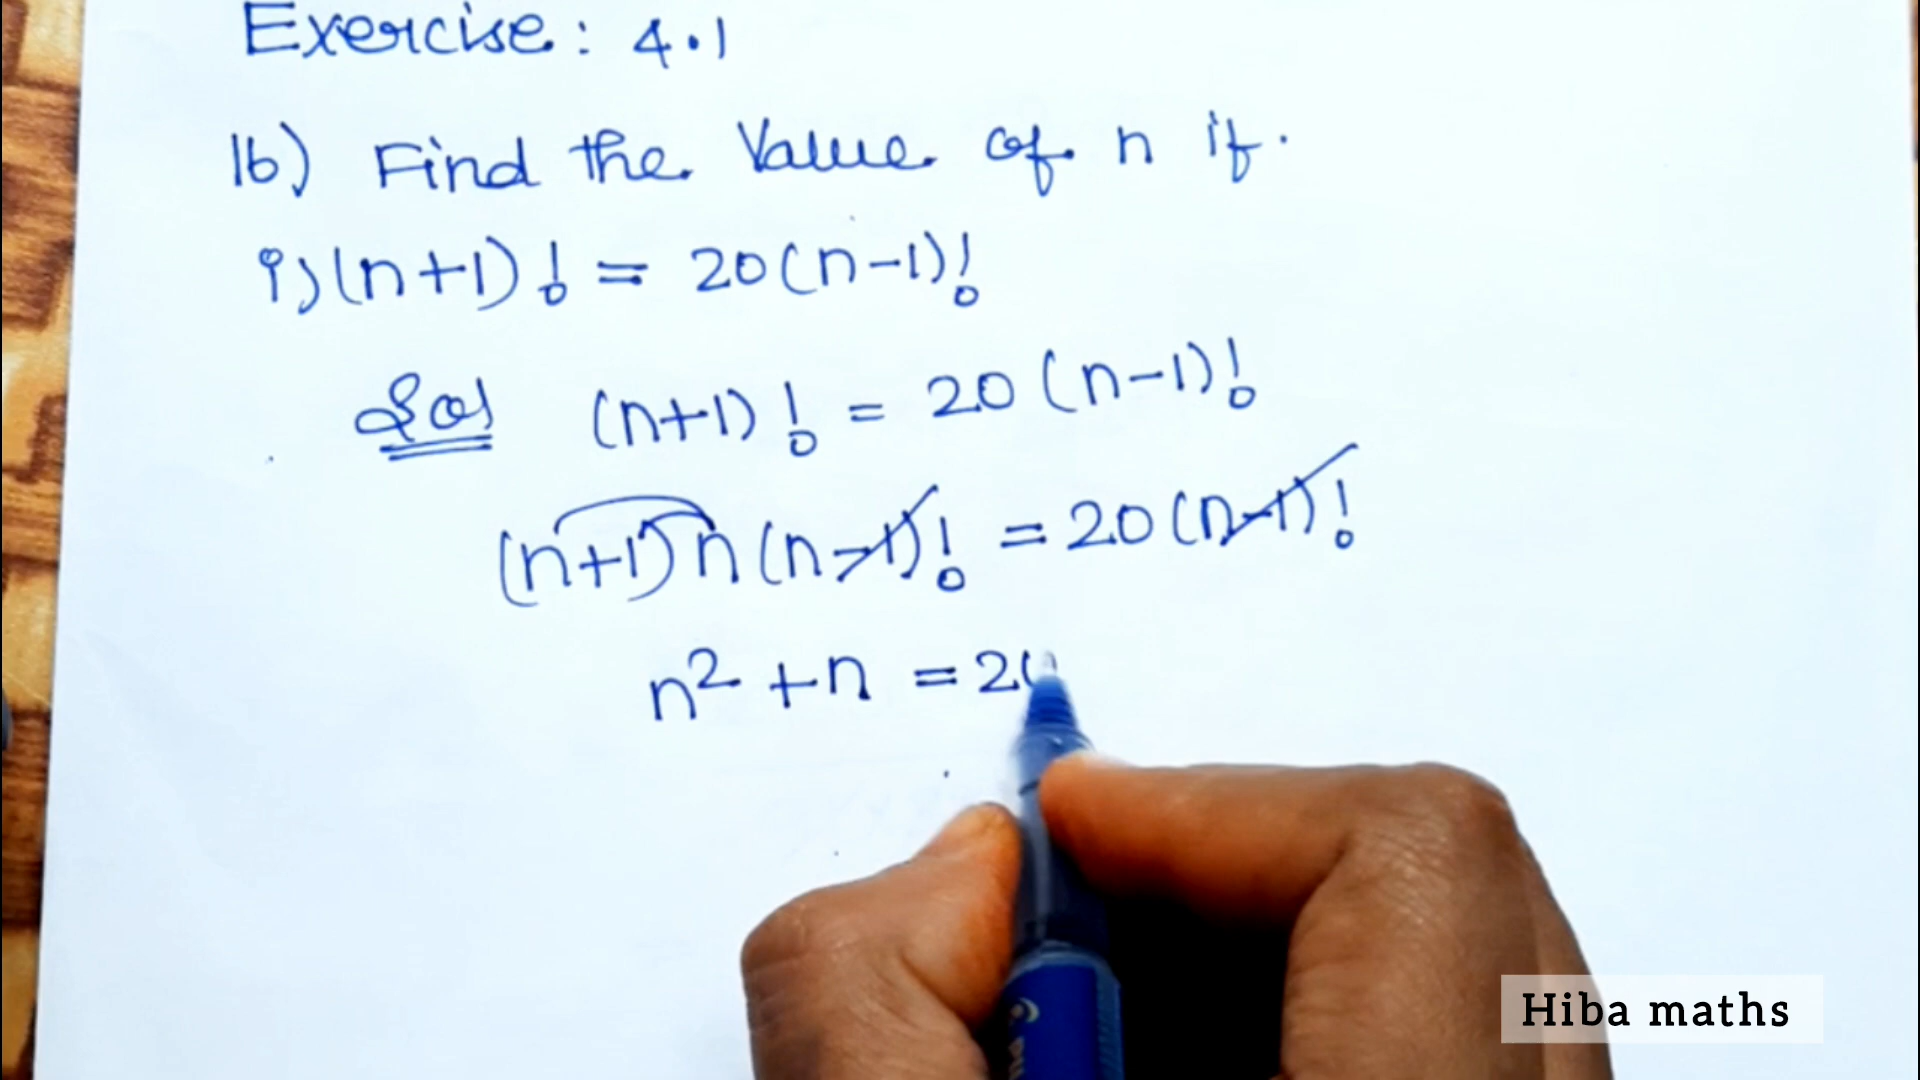 Exercise: 4.1
16) Find the Value of n if.
i) (n+1)! = 20(n-1)!
Sol (n+1)! = 20(n-1)!
(n+1)n(n-1)! = 20(n-1)!
n² + n = 20
Hiba maths